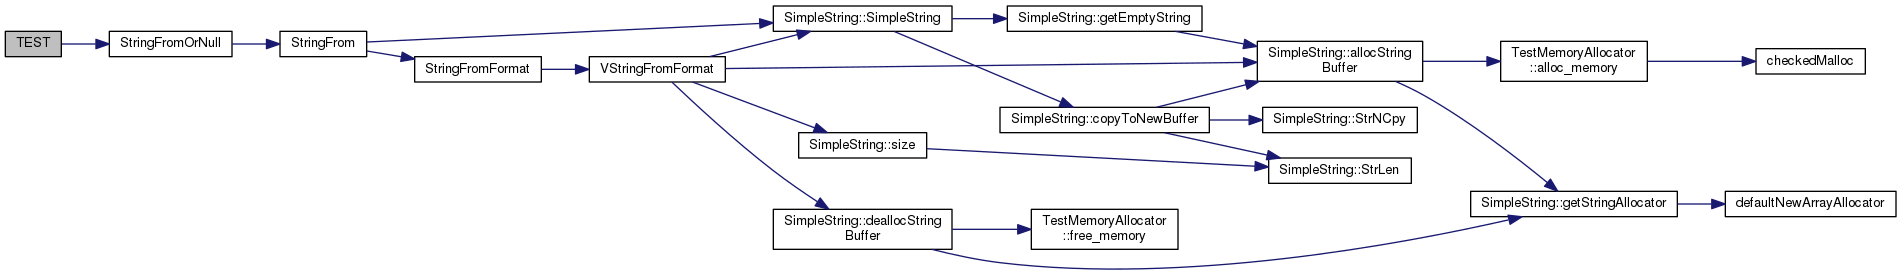 TEST
StringFromOrNull
StringFrom
StringFromFormat
VStringFromFormat
SimpleString::SimpleString
SimpleString::size
SimpleString::deallocString
Buffer
SimpleString::getEmptyString
SimpleString::copyToNewBuffer
TestMemoryAllocator
::free_memory
SimpleString::allocString
Buffer
SimpleString::StrNCpy
SimpleString::StrLen
TestMemoryAllocator
::alloc_memory
SimpleString::getStringAllocator
checkedMalloc
defaultNewArrayAllocator